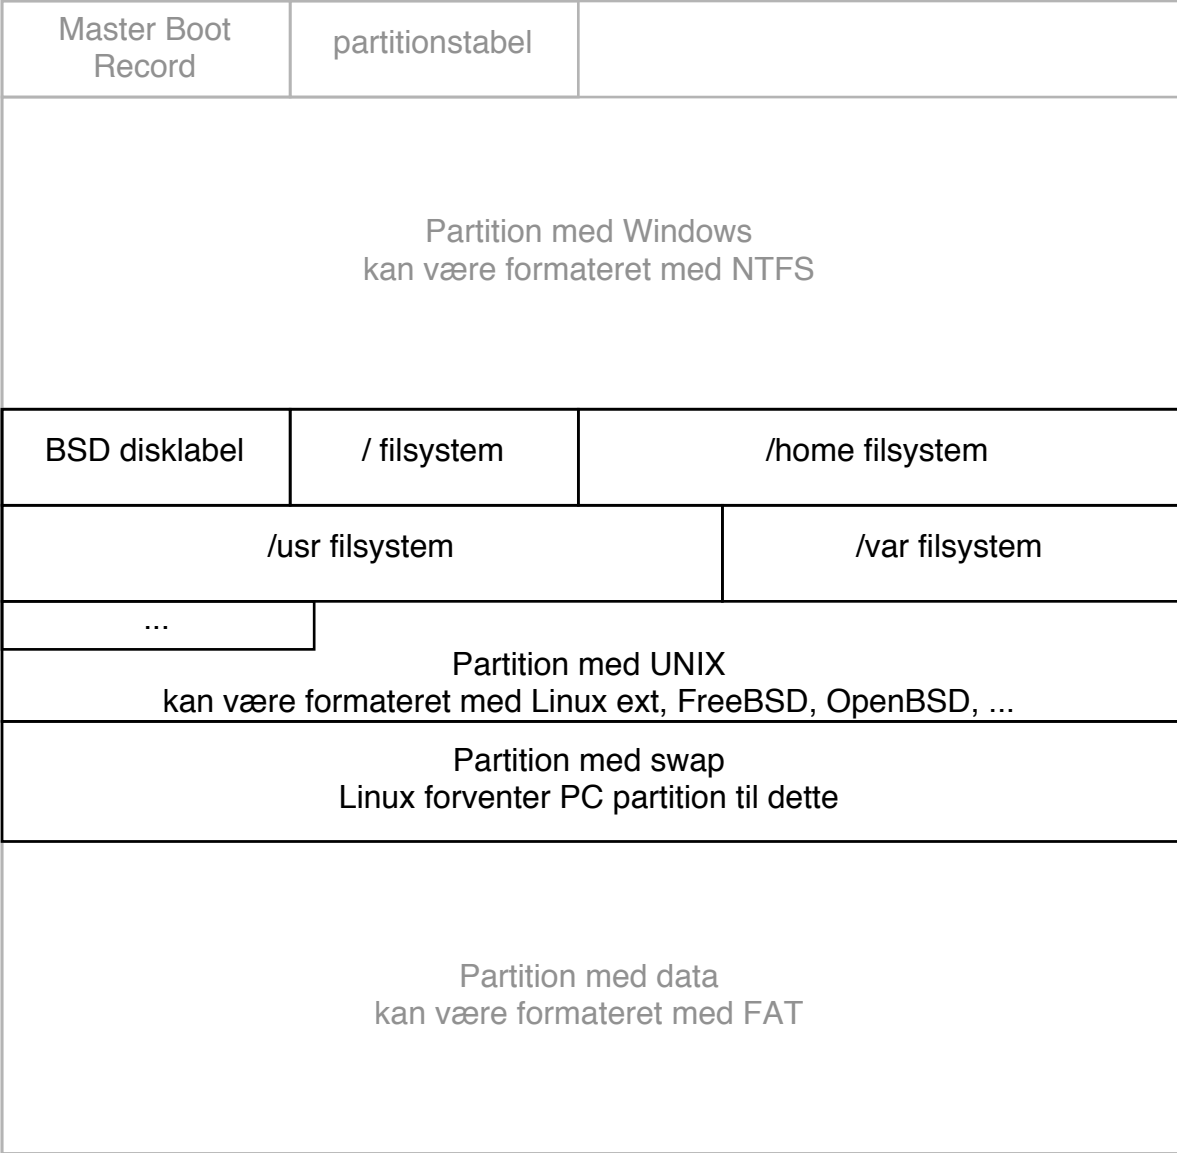 Master Boot
Record
partitionstabel
Partition med Windows
kan være formateret med NTFS
BSD disklabel
/ filsystem
/home filsystem
/usr filsystem
/var filsystem
...
Partition med UNIX
kan være formateret med Linux ext, FreeBSD, OpenBSD, ...
Partition med swap
Linux forventer PC partition til dette
Partition med data
kan være formateret med FAT